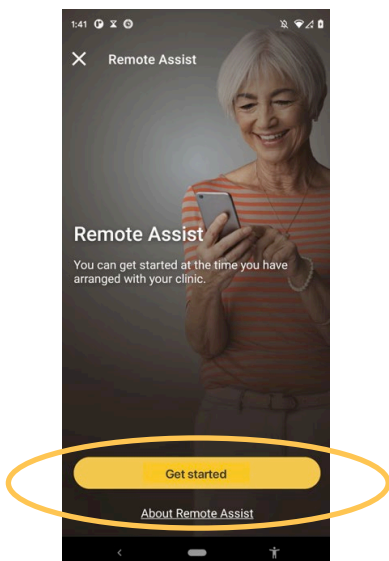 1:41
Remote Assist
Remote Assist
You can get started at the time you have
arranged with your clinic.
Get started
About Remote Assist